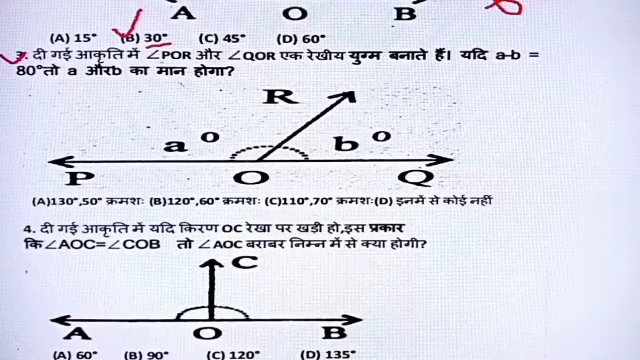 A O B
(A) 15° (B) 30° (C) 45° (D) 60°
3. दी गई आकृति में ∠POR और ∠QOR एक रेखीय युग्म बनाते हैं। यदि a-b =
80°तो a औरb का मान होगा?
R
a° b°
P O Q
(A)130°,50° क्रमशः (B)120°,60° क्रमशः (C)110°,70° क्रमशः(D) इनमें से कोई नहीं
4. दी गई आकृति में यदि किरण OC रेखा पर खड़ी हो,इस प्रकार
कि∠AOC=∠COB तो ∠AOC बराबर निम्न में से क्या होगी?
C
A O B
(A) 60° (B) 90° (C) 120° (D) 135°